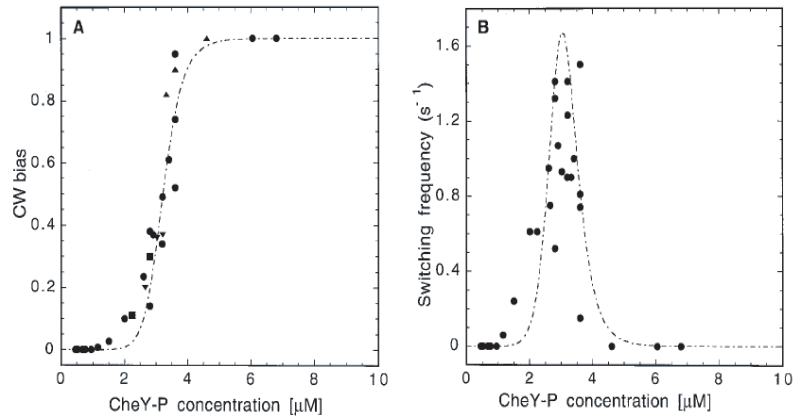 A
1
0.8
0.6
0.4
0.2
0
CW bias
0 2 4 6 8 10
CheY-P concentration [μM]
B
1.6
1.2
0.8
0.4
0
Switching frequency (s⁻¹)
0 2 4 6 8 10
CheY-P concentration [μM]